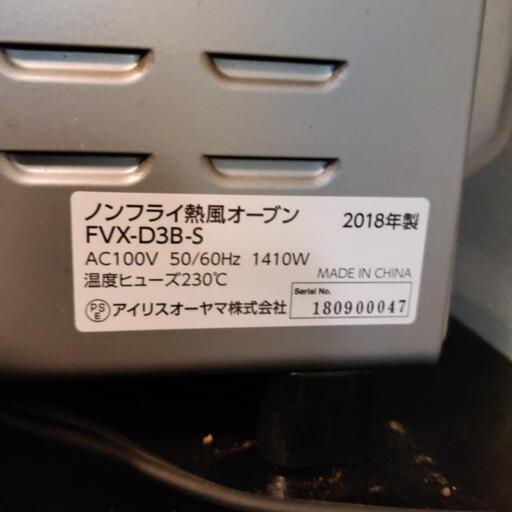 ノンフライ熱風オーブン 2018年製
FVX-D3B-S
AC100V 50/60Hz 1410W
温度ヒューズ230℃ MADE IN CHINA
PSE アイリスオーヤマ株式会社 Serial No. 180900047